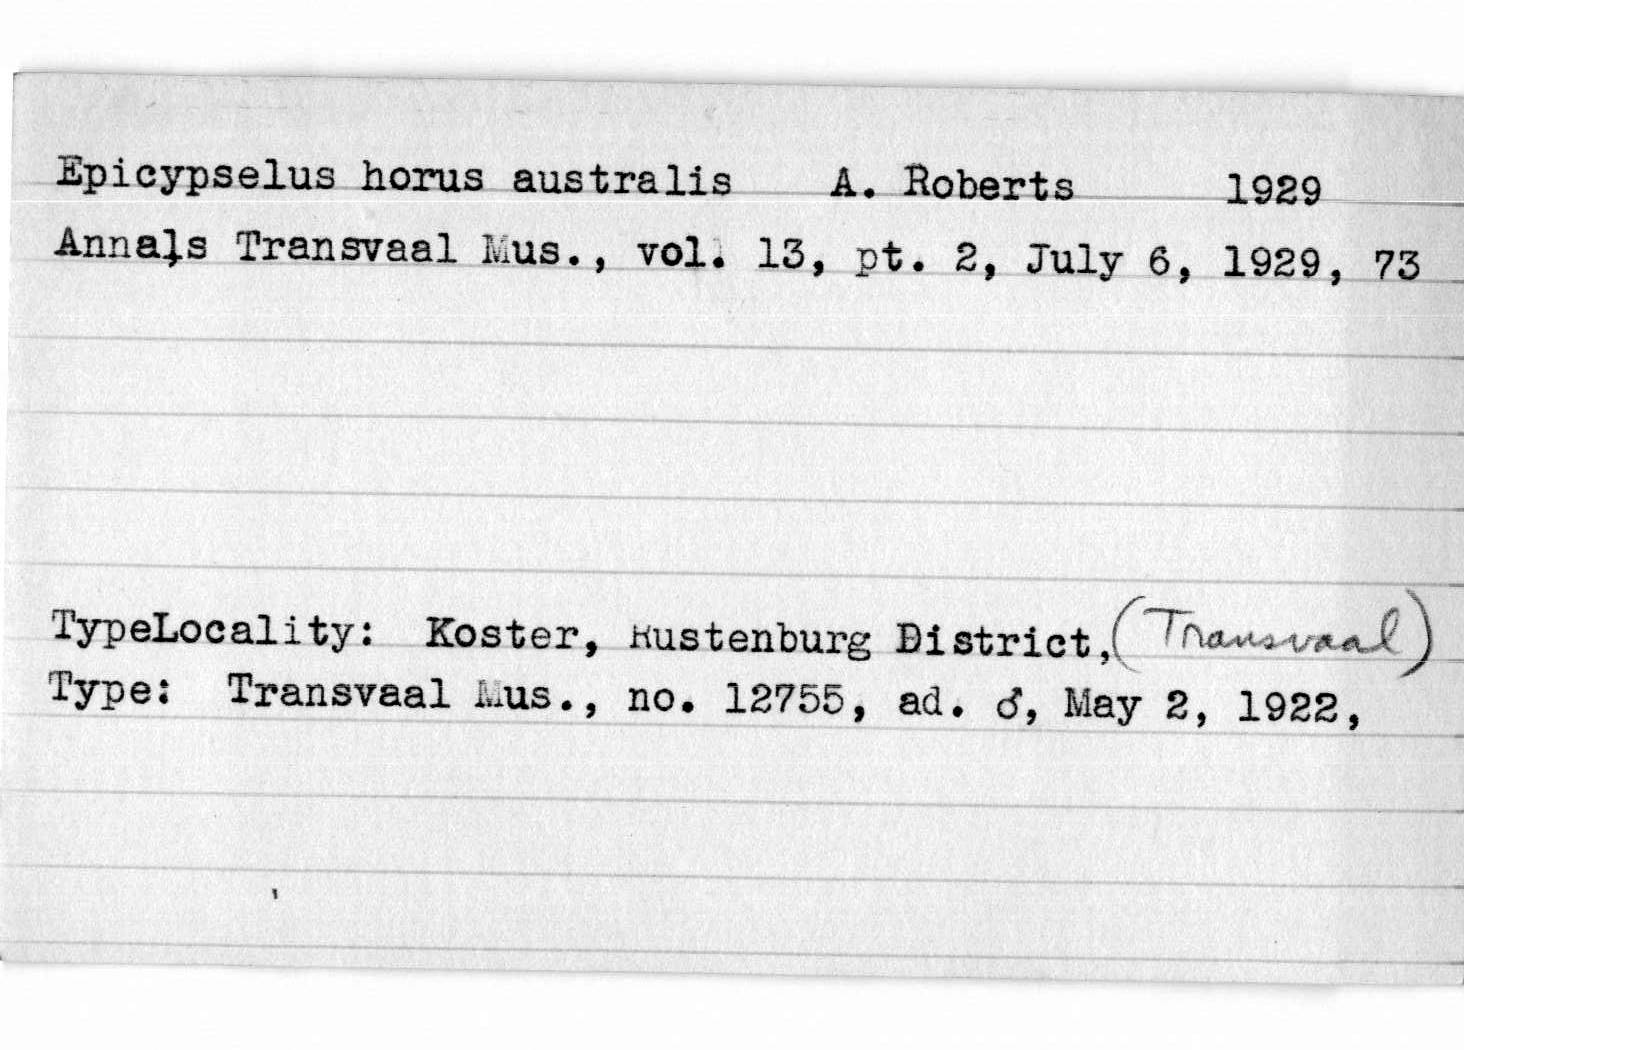 Epicypselus horus australis A. Roberts 1929
Annals Transvaal Mus., vol. 13, pt. 2, July 6, 1929, 73
TypeLocality: Koster, Rustenburg District, (Transvaal)
Type: Transvaal Mus., no. 12755, ad. ♂, May 2, 1922,